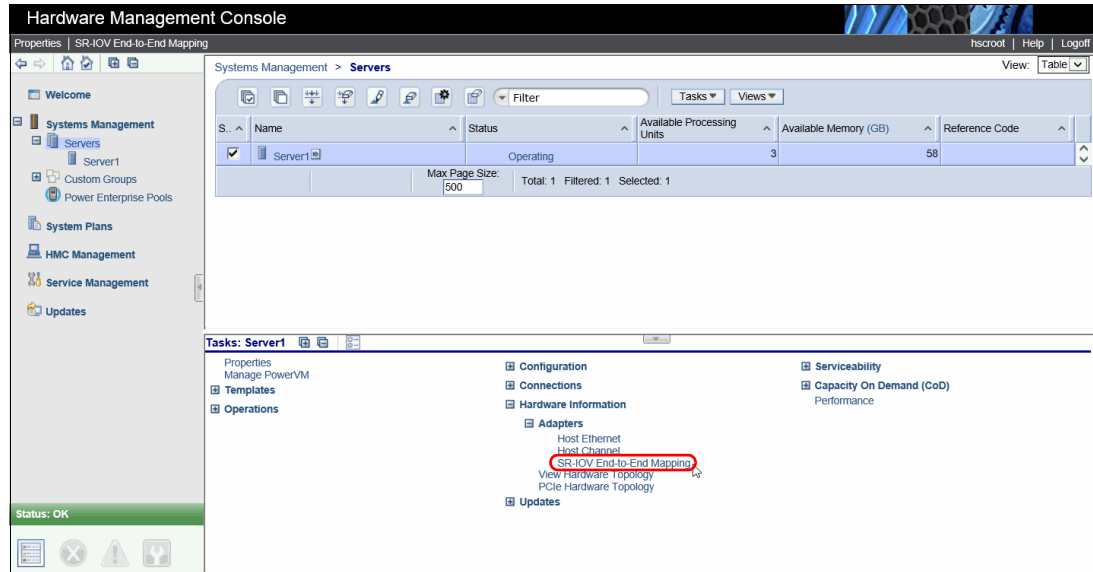 Hardware Management Console
Properties | SR-IOV End-to-End Mapping
hscroot | Help | Logoff
Systems Management > Servers
View: Table
Filter
Tasks
Views
Welcome
Systems Management
Servers
Server1
Custom Groups
Power Enterprise Pools
System Plans
HMC Management
Service Management
Updates
S.. Name Status Available Processing Units Available Memory (GB) Reference Code
Server1 Operating 3 58
Max Page Size:
500
Total: 1 Filtered: 1 Selected: 1
Tasks: Server1
Properties
Manage PowerVM
Templates
Operations
Configuration
Connections
Hardware Information
Adapters
Host Ethernet
Host Channel
SR-IOV End-to-End Mapping
View Hardware Topology
PCIe Hardware Topology
Updates
Serviceability
Capacity On Demand (CoD)
Performance
Status: OK